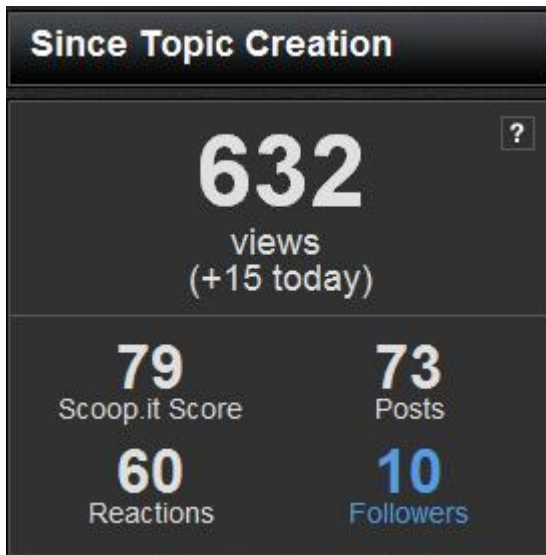 Since Topic Creation
?
632
views
(+15 today)
79
Scoop.it Score
73
Posts
60
Reactions
10
Followers